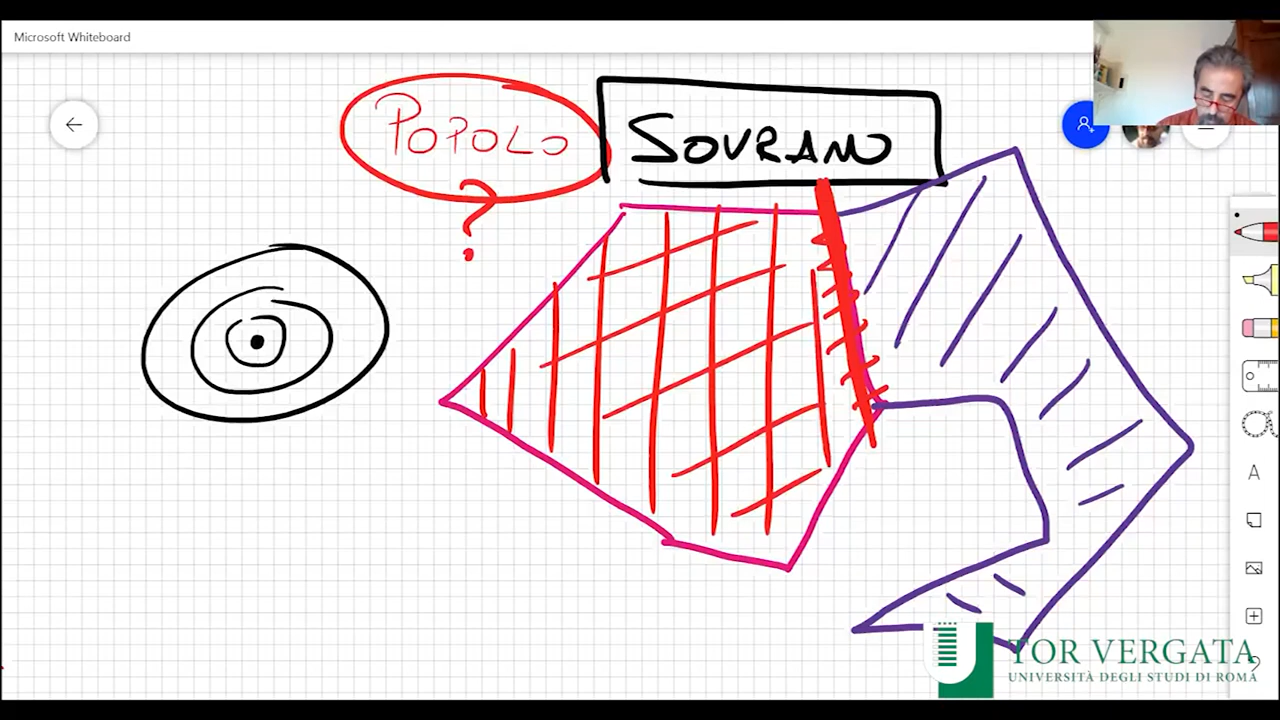 Microsoft Whiteboard
POPOLO SOVRANO
?
A
TOR VERGATA
UNIVERSITÀ DEGLI STUDI DI ROMA